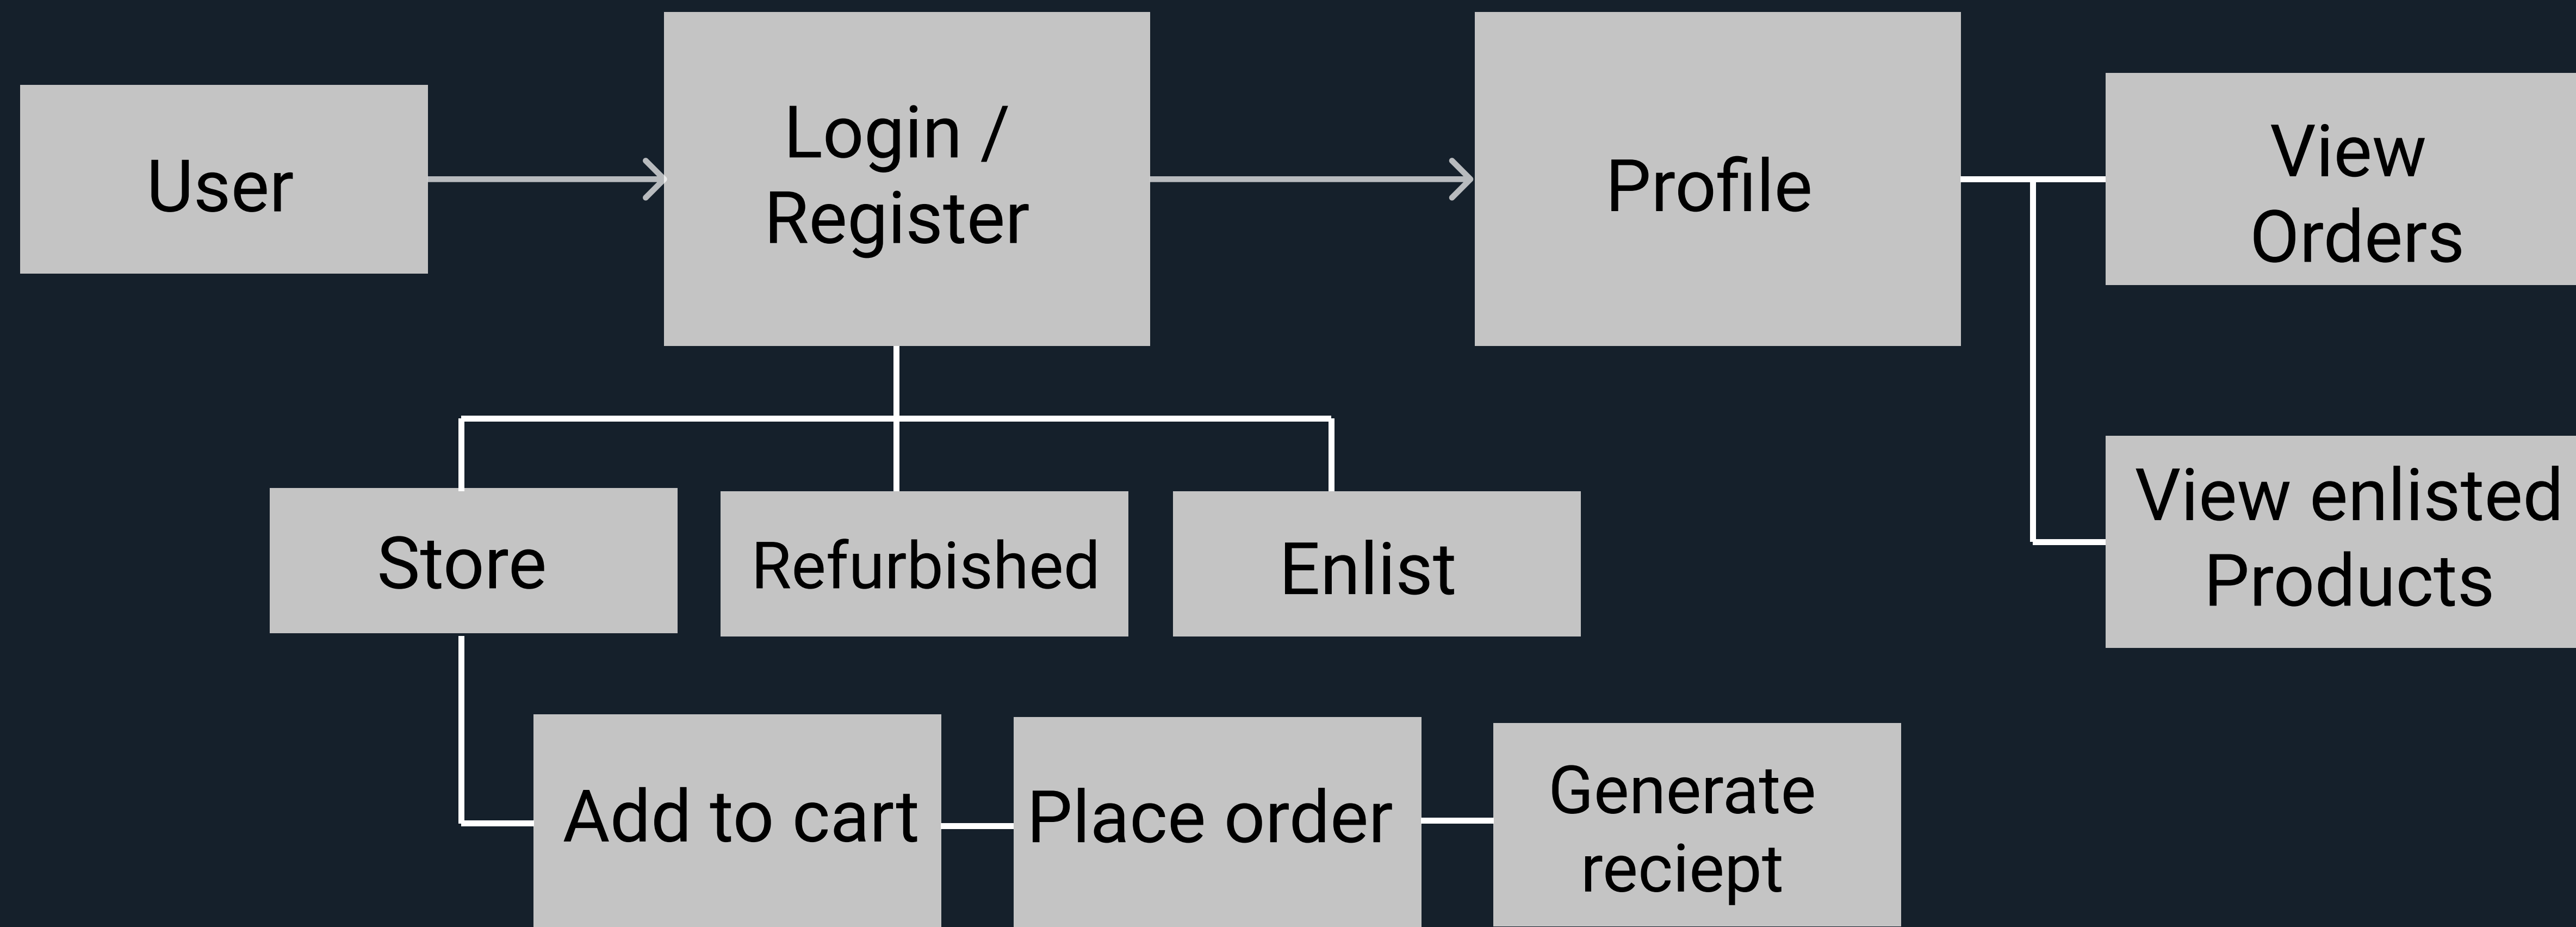 User
Login /
Register
Profile
View
Orders
View enlisted
Products
Store
Refurbished
Enlist
Add to cart
Place order
Generate
reciept